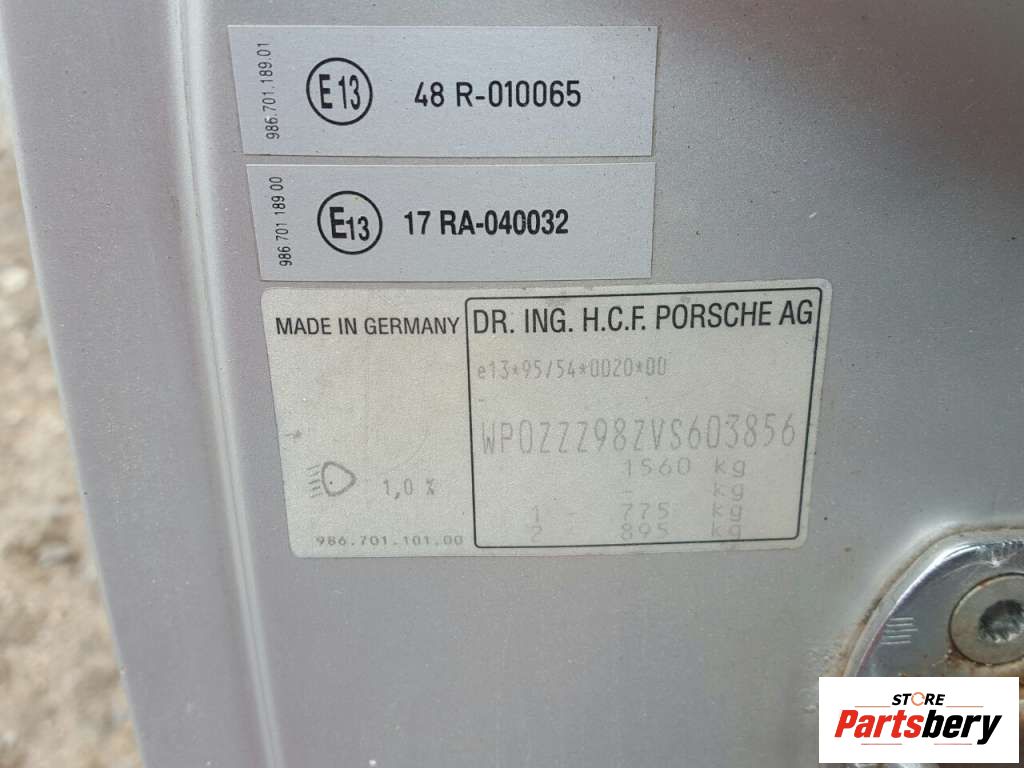 986.701.189.01
E13 48 R-010065
986 701 189 00
E13 17 RA-040032
MADE IN GERMANY
DR. ING. H.C.F. PORSCHE AG
e13*95/54*0020*00
-
WP0ZZZ98ZVS603856
1560 kg
- kg
1 - 775 kg
2 - 895 kg
1,0 %
986.701.101.00
STORE
Partsbery